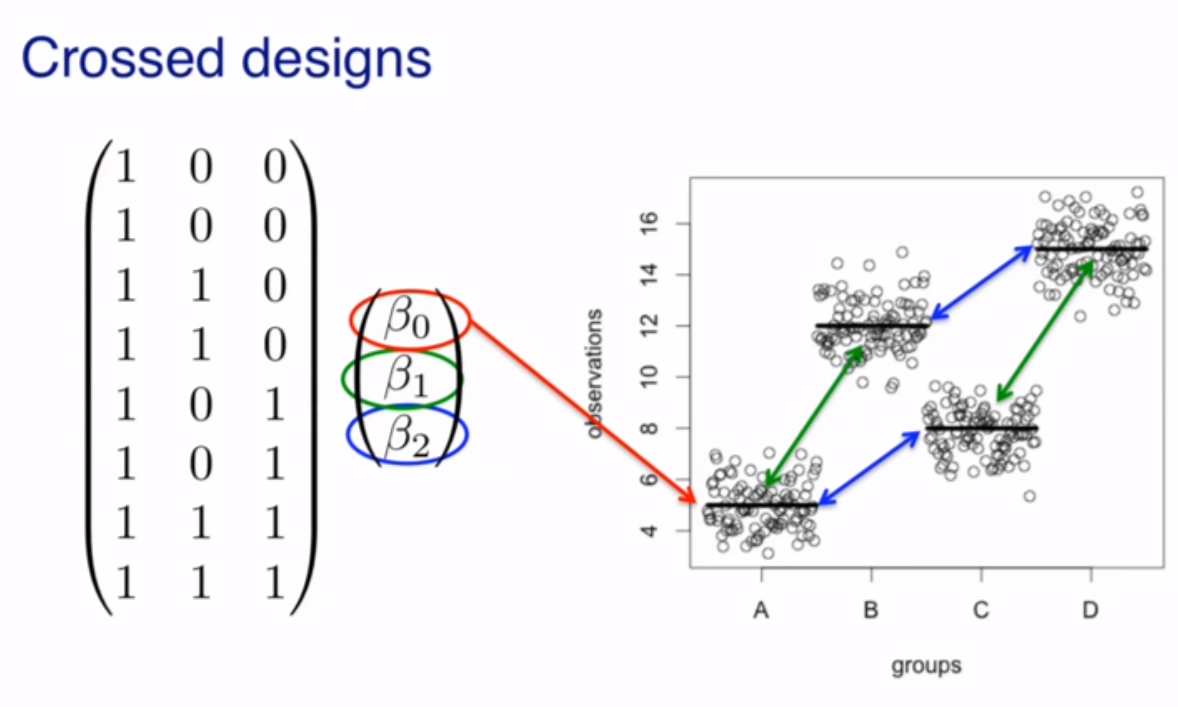 Crossed designs
1 0 0
1 0 0
1 1 0
1 1 0
1 0 1
1 0 1
1 1 1
1 1 1
β₀
β₁
β₂
observations
16
14
12
10
8
6
4
A B C D
groups